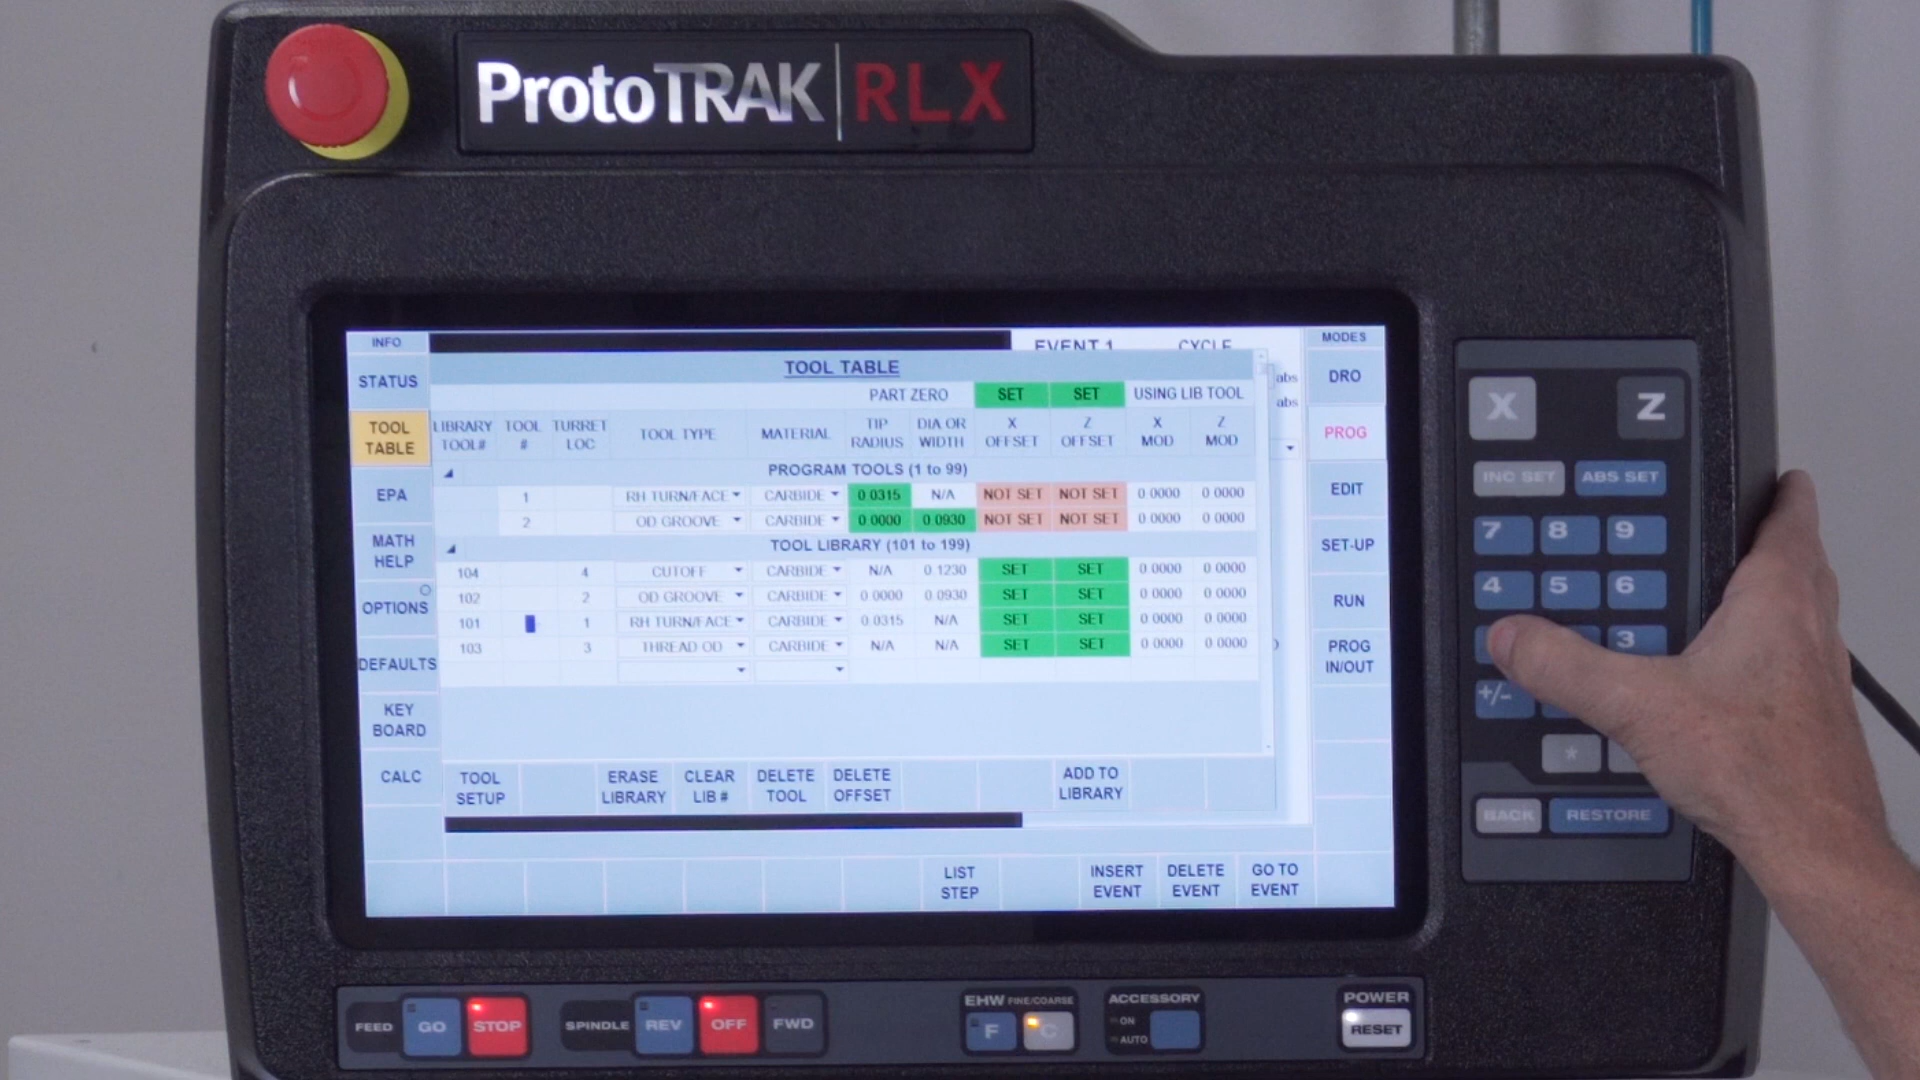 ProtoTRAK RLX
INFO
MODES
EVENT 1 CYCLE
TOOL TABLE
STATUS
DRO
abs
PART ZERO SET SET USING LIB TOOL
abs
TOOL TABLE
LIBRARY TOOL# TOOL # TURRET LOC TOOL TYPE MATERIAL TIP RADIUS DIA OR WIDTH X OFFSET Z OFFSET X MOD Z MOD
PROG
PROGRAM TOOLS (1 to 99)
EPA
1 RH TURN/FACE CARBIDE 0.0315 N/A NOT SET NOT SET 0.0000 0.0000
EDIT
2 OD GROOVE CARBIDE 0.0000 0.0930 NOT SET NOT SET 0.0000 0.0000
MATH HELP
TOOL LIBRARY (101 to 199)
SET-UP
104 4 CUTOFF CARBIDE N/A 0.1230 SET SET 0.0000 0.0000
102 2 OD GROOVE CARBIDE 0.0000 0.0930 SET SET 0.0000 0.0000
OPTIONS
RUN
101 1 RH TURN/FACE CARBIDE 0.0315 N/A SET SET 0.0000 0.0000
103 3 THREAD OD CARBIDE N/A N/A SET SET 0.0000 0.0000
DEFAULTS
PROG IN/OUT
KEY BOARD
CALC
TOOL SETUP ERASE LIBRARY CLEAR LIB # DELETE TOOL DELETE OFFSET ADD TO LIBRARY
LIST STEP INSERT EVENT DELETE EVENT GO TO EVENT
X Z
INC SET ABS SET
7 8 9
4 5 6
3
+/-
*
BACK RESTORE
FEED GO STOP
SPINDLE REV OFF FWD
EHW FINE/COARSE
F C
ACCESSORY
ON
AUTO
POWER
RESET